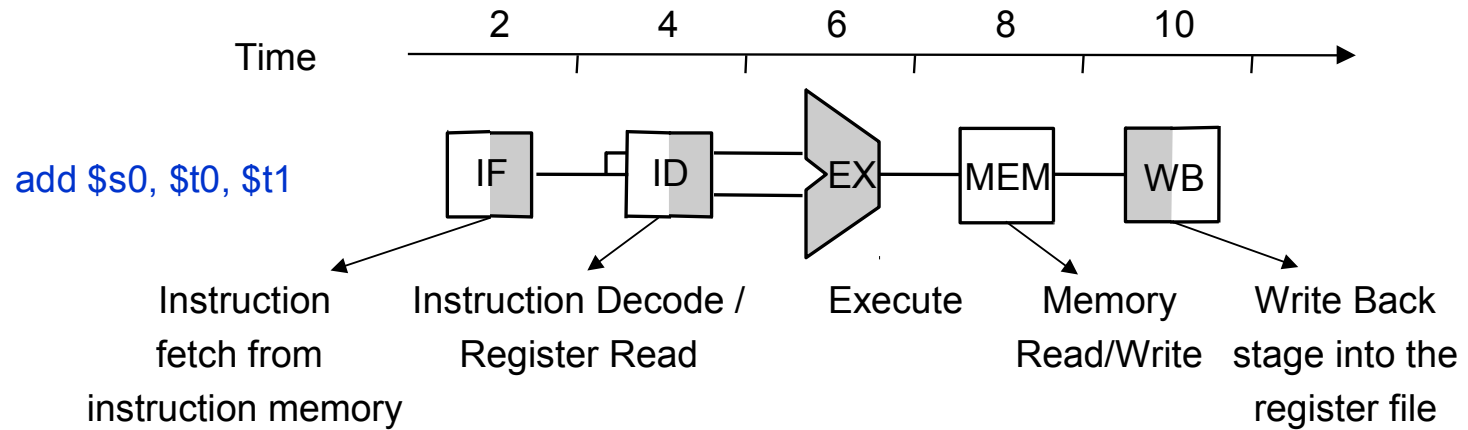 2 4 6 8 10
Time
add $s0, $t0, $t1
IF ID EX MEM WB
Instruction Instruction Decode / Execute Memory Write Back
fetch from Register Read Read/Write stage into the
instruction memory register file